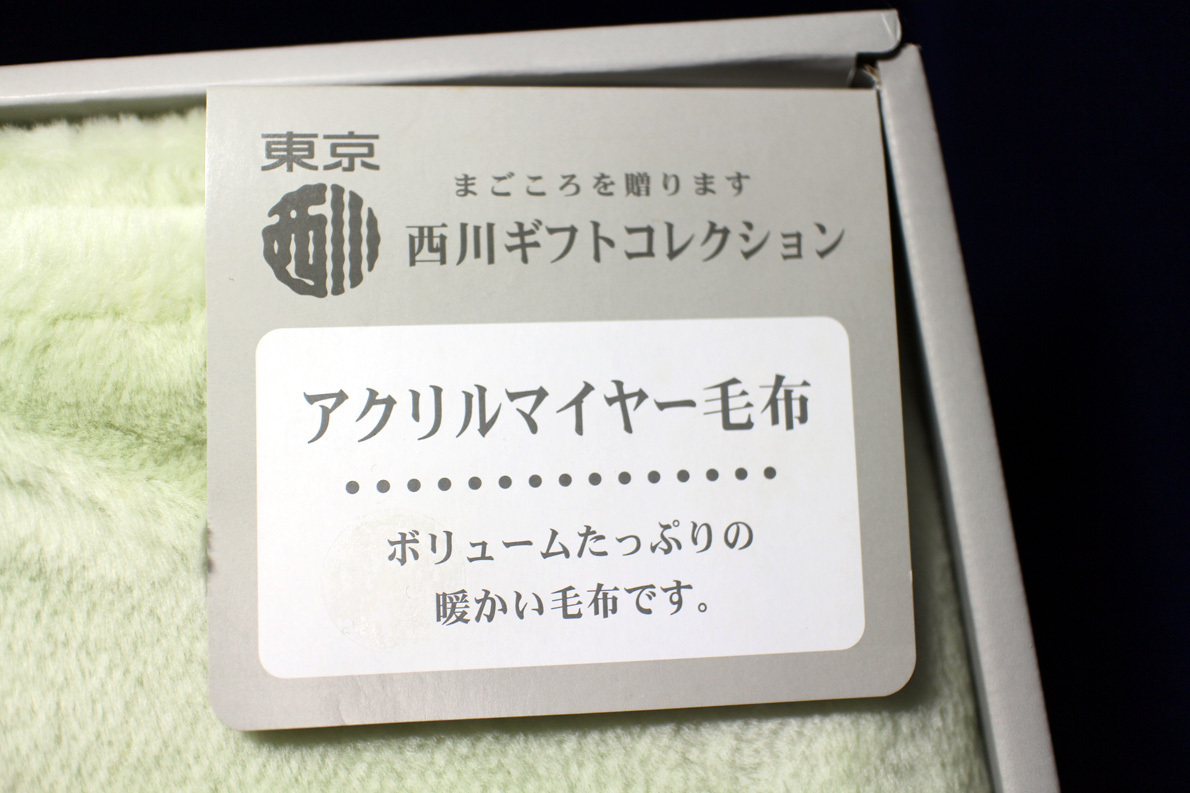 東京
西川
まごころを贈ります
西川ギフトコレクション
アクリルマイヤー毛布
ボリュームたっぷりの
暖かい毛布です。